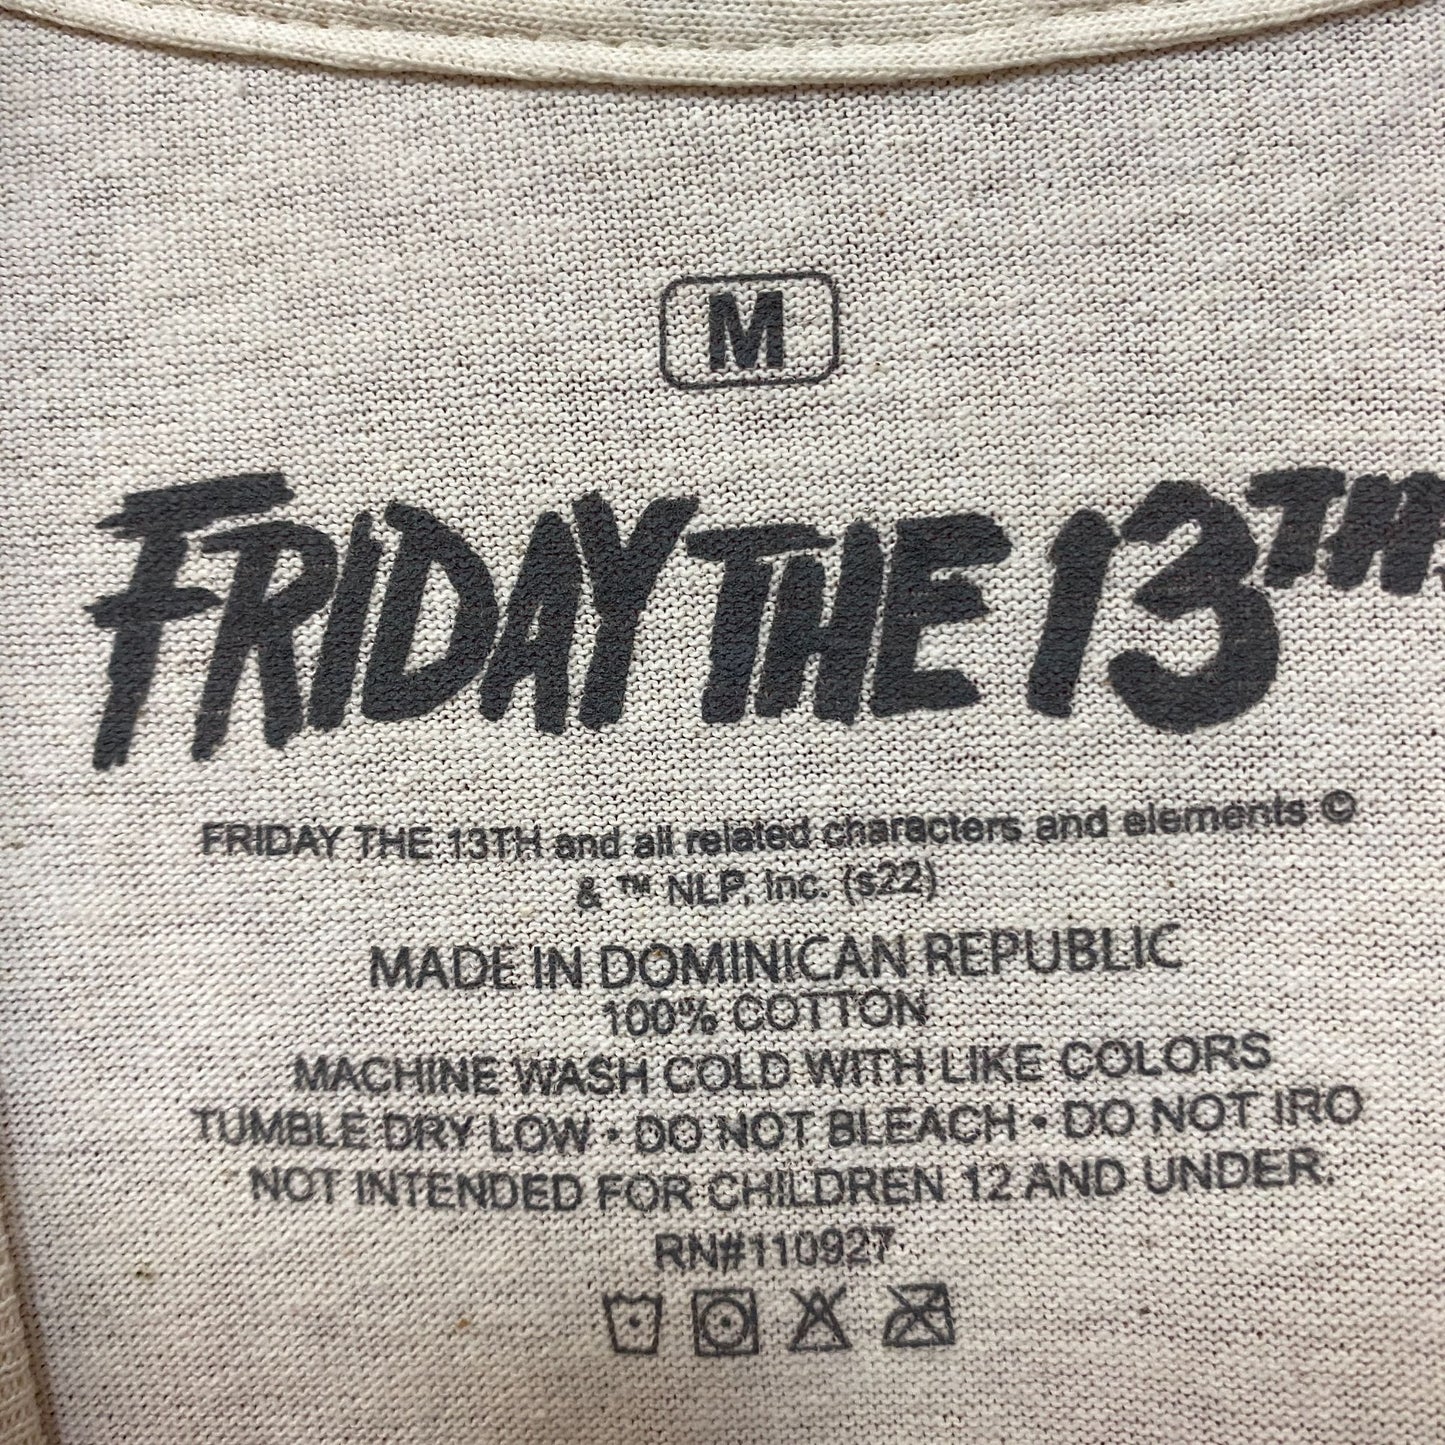 M
FRIDAY THE 13TH
FRIDAY THE 13TH and all related characters and elements ©
& ™ NLP, Inc. (s22)
MADE IN DOMINICAN REPUBLIC
100% COTTON
MACHINE WASH COLD WITH LIKE COLORS
TUMBLE DRY LOW • DO NOT BLEACH • DO NOT IRO
NOT INTENDED FOR CHILDREN 12 AND UNDER.
RN#110927